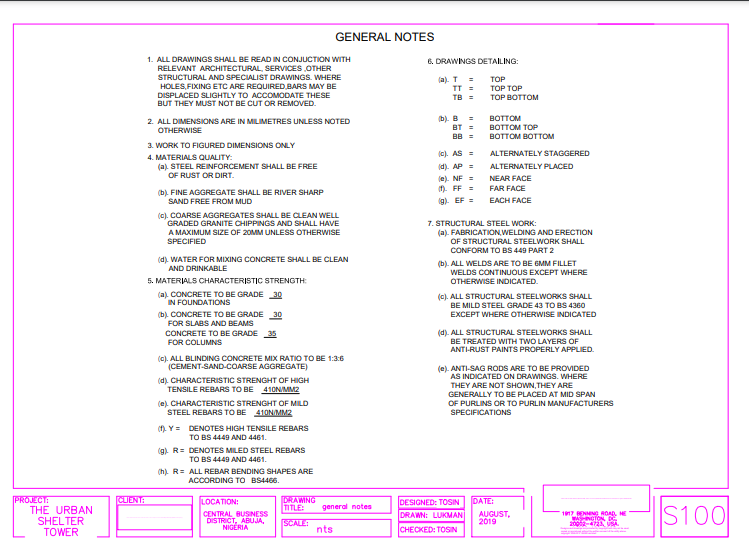 GENERAL NOTES
1. ALL DRAWINGS SHALL BE READ IN CONJUCTION WITH
RELEVANT ARCHITECTURAL, SERVICES ,OTHER
STRUCTURAL AND SPECIALIST DRAWINGS. WHERE
HOLES,FIXING ETC ARE REQUIRED,BARS MAY BE
DISPLACED SLIGHTLY TO ACCOMODATE THESE
BUT THEY MUST NOT BE CUT OR REMOVED.
2. ALL DIMENSIONS ARE IN MILIMETRES UNLESS NOTED
OTHERWISE
3. WORK TO FIGURED DIMENSIONS ONLY
4. MATERIALS QUALITY:
(a). STEEL REINFORCEMENT SHALL BE FREE
OF RUST OR DIRT.
(b). FINE AGGREGATE SHALL BE RIVER SHARP
SAND FREE FROM MUD
(c). COARSE AGGREGATES SHALL BE CLEAN WELL
GRADED GRANITE CHIPPINGS AND SHALL HAVE
A MAXIMUM SIZE OF 20MM UNLESS OTHERWISE
SPECIFIED
(d). WATER FOR MIXING CONCRETE SHALL BE CLEAN
AND DRINKABLE
5. MATERIALS CHARACTERISTIC STRENGTH:
(a). CONCRETE TO BE GRADE 30
IN FOUNDATIONS
(b). CONCRETE TO BE GRADE 30
FOR SLABS AND BEAMS
CONCRETE TO BE GRADE 35
FOR COLUMNS
(c). ALL BLINDING CONCRETE MIX RATIO TO BE 1:3:6
(CEMENT-SAND-COARSE AGGREGATE)
(d). CHARACTERISTIC STRENGHT OF HIGH
TENSILE REBARS TO BE 410N/MM2
(e). CHARACTERISTIC STRENGHT OF MILD
STEEL REBARS TO BE 410N/MM2
(f). Y = DENOTES HIGH TENSILE REBARS
TO BS 4449 AND 4461.
(g). R = DENOTES MILED STEEL REBARS
TO BS 4449 AND 4461.
(h). R = ALL REBAR BENDING SHAPES ARE
ACCORDING TO BS4466.
6. DRAWINGS DETAILING:
(a). T = TOP
TT = TOP TOP
TB = TOP BOTTOM
(b). B = BOTTOM
BT = BOTTOM TOP
BB = BOTTOM BOTTOM
(c). AS = ALTERNATELY STAGGERED
(d). AP = ALTERNATELY PLACED
(e). NF = NEAR FACE
(f). FF = FAR FACE
(g). EF = EACH FACE
7. STRUCTURAL STEEL WORK:
(a). FABRICATION,WELDING AND ERECTION
OF STRUCTURAL STEELWORK SHALL
CONFORM TO BS 449 PART 2
(b). ALL WELDS ARE TO BE 6MM FILLET
WELDS CONTINUOUS EXCEPT WHERE
OTHERWISE INDICATED.
(c). ALL STRUCTURAL STEELWORKS SHALL
BE MILD STEEL GRADE 43 TO BS 4360
EXCEPT WHERE OTHERWISE INDICATED
(d). ALL STRUCTURAL STEELWORKS SHALL
BE TREATED WITH TWO LAYERS OF
ANTI-RUST PAINTS PROPERLY APPLIED.
(e). ANTI-SAG RODS ARE TO BE PROVIDED
AS INDICATED ON DRAWINGS. WHERE
THEY ARE NOT SHOWN,THEY ARE
GENERALLY TO BE PLACED AT MID SPAN
OF PURLINS OR TO PURLIN MANUFACTURERS
SPECIFICATIONS
PROJECT:
THE URBAN
SHELTER
TOWER
CLIENT:
LOCATION:
CENTRAL BUSINESS
DISTRICT, ABUJA,
NIGERIA
DRAWING
TITLE: general notes
SCALE: nts
DESIGNED: TOSIN
DRAWN: LUKMAN
CHECKED: TOSIN
DATE:
AUGUST,
2019
1917 BENNING ROAD, NE
WASHINGTON, DC,
20002-4723, USA.
S100